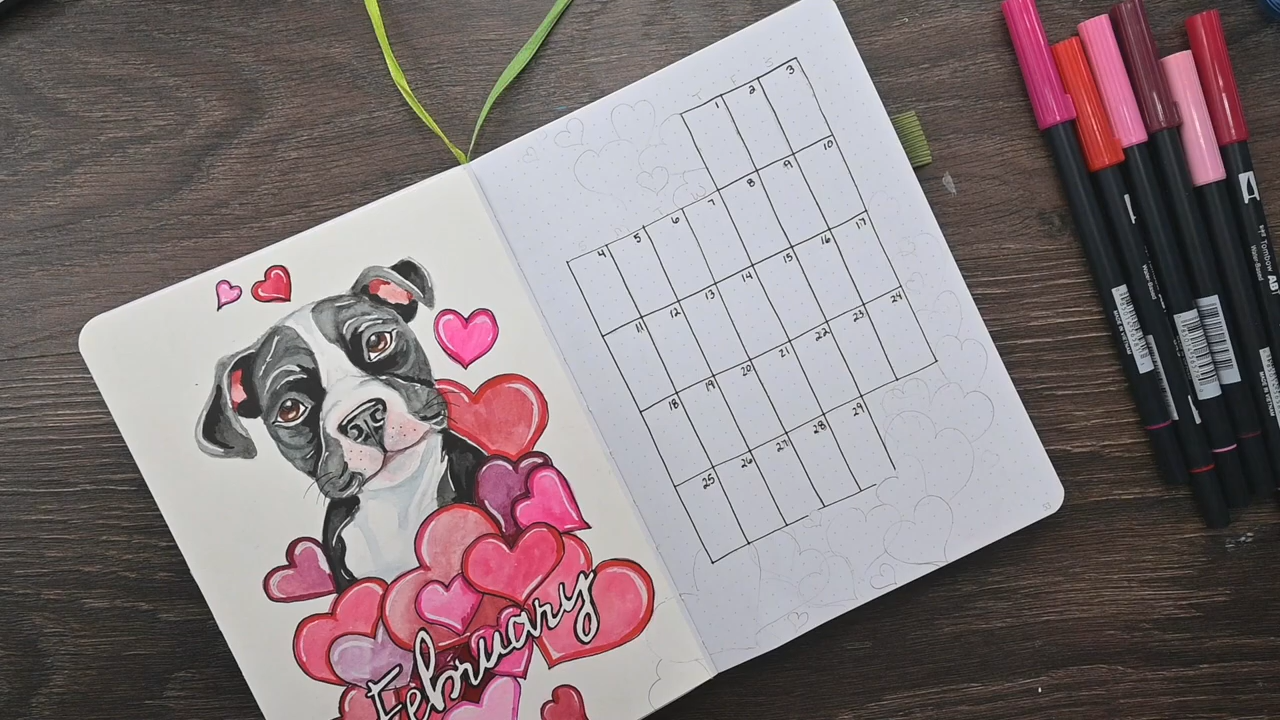 February
T F S
1 2 3
4 5 6 7 8 9 10
11 12 13 14 15 16 17
18 19 20 21 22 23 24
25 26 27 28 29
Tombow AB